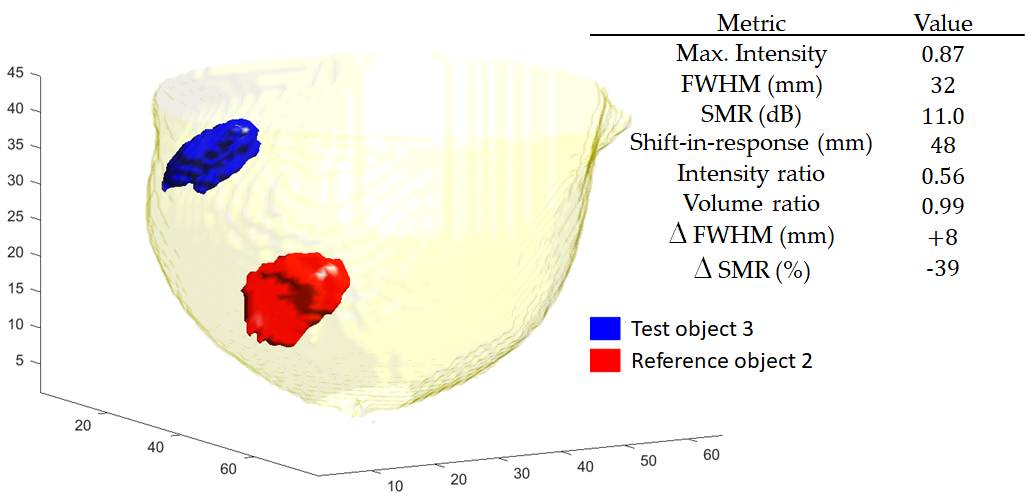 Metric Value
Max. Intensity 0.87
FWHM (mm) 32
SMR (dB) 11.0
Shift-in-response (mm) 48
Intensity ratio 0.56
Volume ratio 0.99
Δ FWHM (mm) +8
Δ SMR (%) -39
Test object 3
Reference object 2
45
40
35
30
25
20
15
10
5
20
40
60
10
20
30
40
50
60